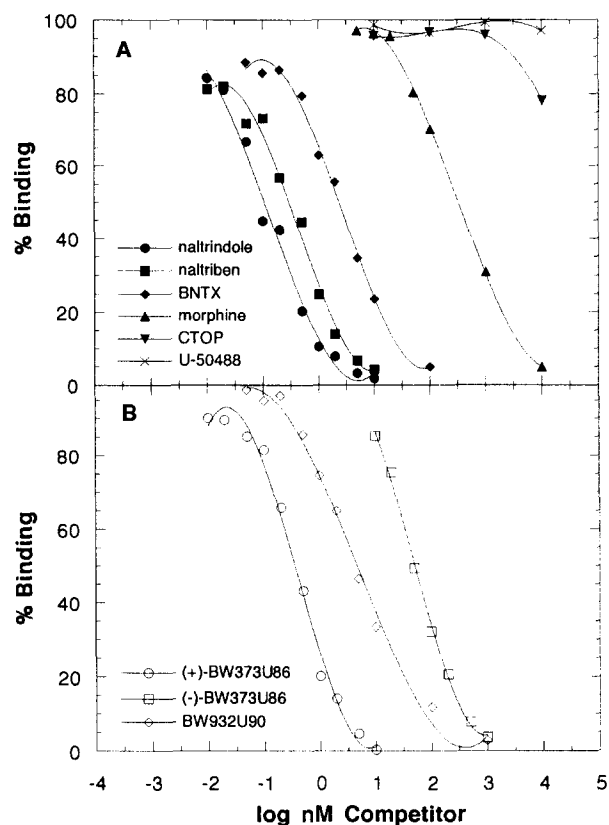 100
A
80
% Binding
60
40
naltrindole
naltriben
BNTX
20
morphine
CTOP
U-50488
0
B
80
% Binding
60
40
20
(+)-BW373U86
(-)-BW373U86
BW932U90
0
-4 -3 -2 -1 0 1 2 3 4 5
log nM Competitor